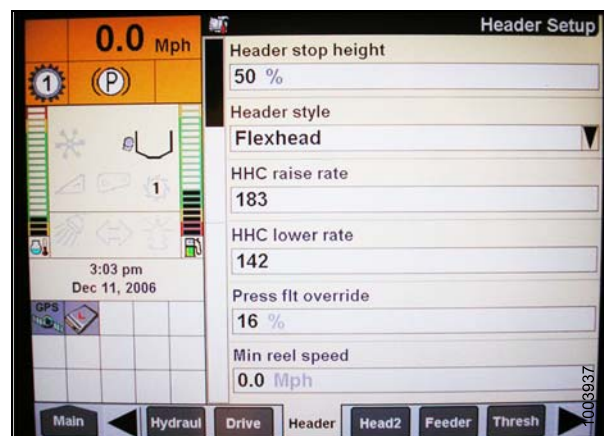 0.0 Mph
Header Setup
Header stop height
50 %
1
(P)
Header style
Flexhead
HHC raise rate
183
1
HHC lower rate
142
3:03 pm
Dec 11, 2006
Press flt override
16 %
GPS
Min reel speed
0.0 Mph
Main
Hydraul
Drive
Header
Head2
Feeder
Thresh
1003937